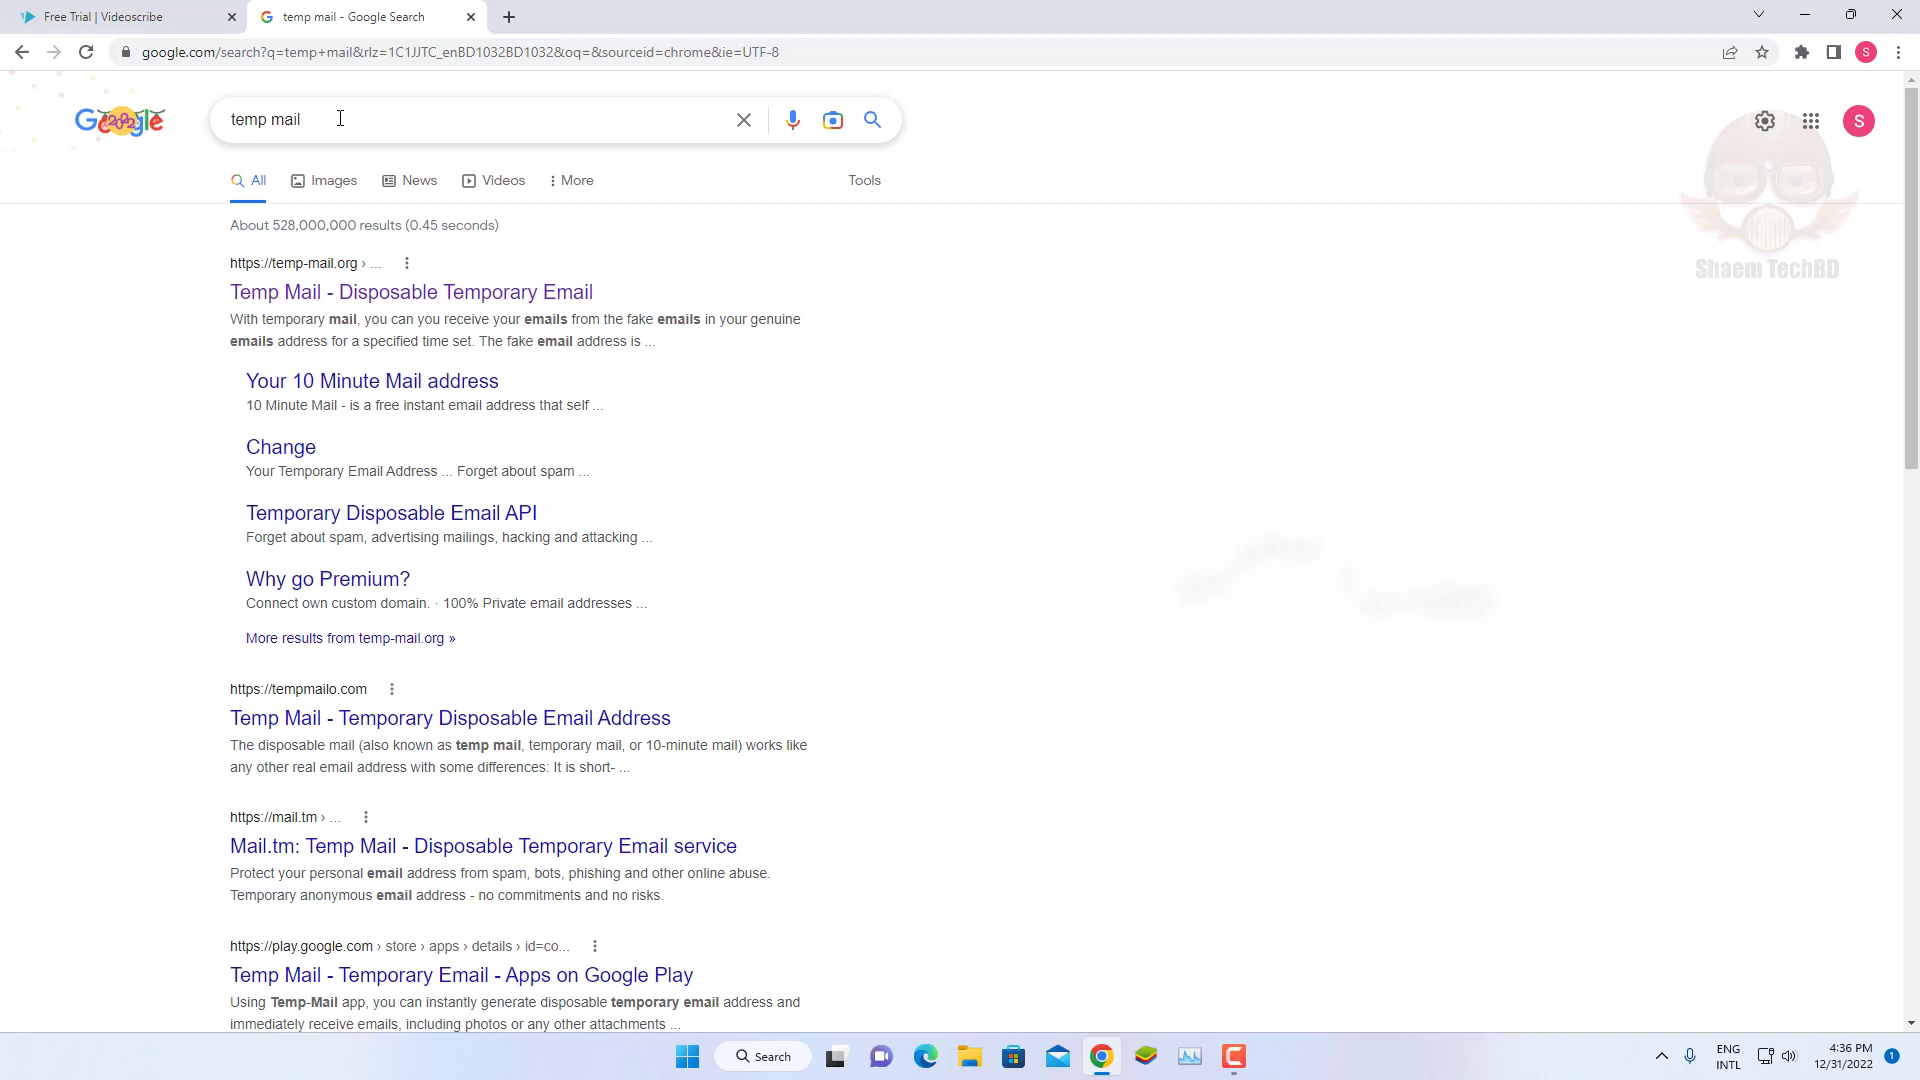 Free Trial | Videoscribe
temp mail - Google Search
google.com/search?q=temp+mail&rlz=1C1JJTC_enBD1032BD1032&oq=&sourceid=chrome&ie=UTF-8
S
Google
2022
temp mail
S
All
Images
News
Videos
More
Tools
Shaem TechBD
About 528,000,000 results (0.45 seconds)
https://temp-mail.org › ...
Temp Mail - Disposable Temporary Email
With temporary mail, you can you receive your emails from the fake emails in your genuine
emails address for a specified time set. The fake email address is ...
Your 10 Minute Mail address
10 Minute Mail - is a free instant email address that self ...
Change
Your Temporary Email Address ... Forget about spam ...
Temporary Disposable Email API
Forget about spam, advertising mailings, hacking and attacking ...
Why go Premium?
Connect own custom domain. · 100% Private email addresses ...
More results from temp-mail.org »
https://tempmailo.com
Temp Mail - Temporary Disposable Email Address
The disposable mail (also known as temp mail, temporary mail, or 10-minute mail) works like
any other real email address with some differences: It is short- ...
https://mail.tm › ...
Mail.tm: Temp Mail - Disposable Temporary Email service
Protect your personal email address from spam, bots, phishing and other online abuse.
Temporary anonymous email address - no commitments and no risks.
https://play.google.com › store › apps › details › id=co...
Temp Mail - Temporary Email - Apps on Google Play
Using Temp-Mail app, you can instantly generate disposable temporary email address and
immediately receive emails, including photos or any other attachments ...
Search
ENG
INTL
4:36 PM
12/31/2022
1